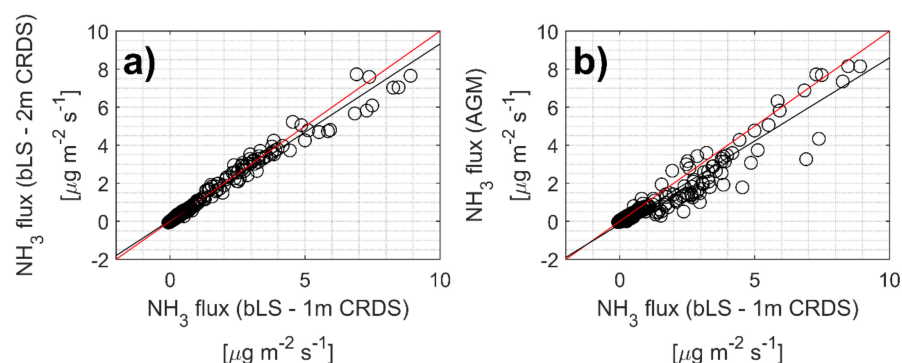 a)
10
8
6
4
2
0
-2
0
5
10
NH₃ flux (bLS - 2m CRDS)
[μg m⁻² s⁻¹]
NH₃ flux (bLS - 1m CRDS)
[μg m⁻² s⁻¹]
b)
10
8
6
4
2
0
-2
0
5
10
NH₃ flux (AGM)
[μg m⁻² s⁻¹]
NH₃ flux (bLS - 1m CRDS)
[μg m⁻² s⁻¹]